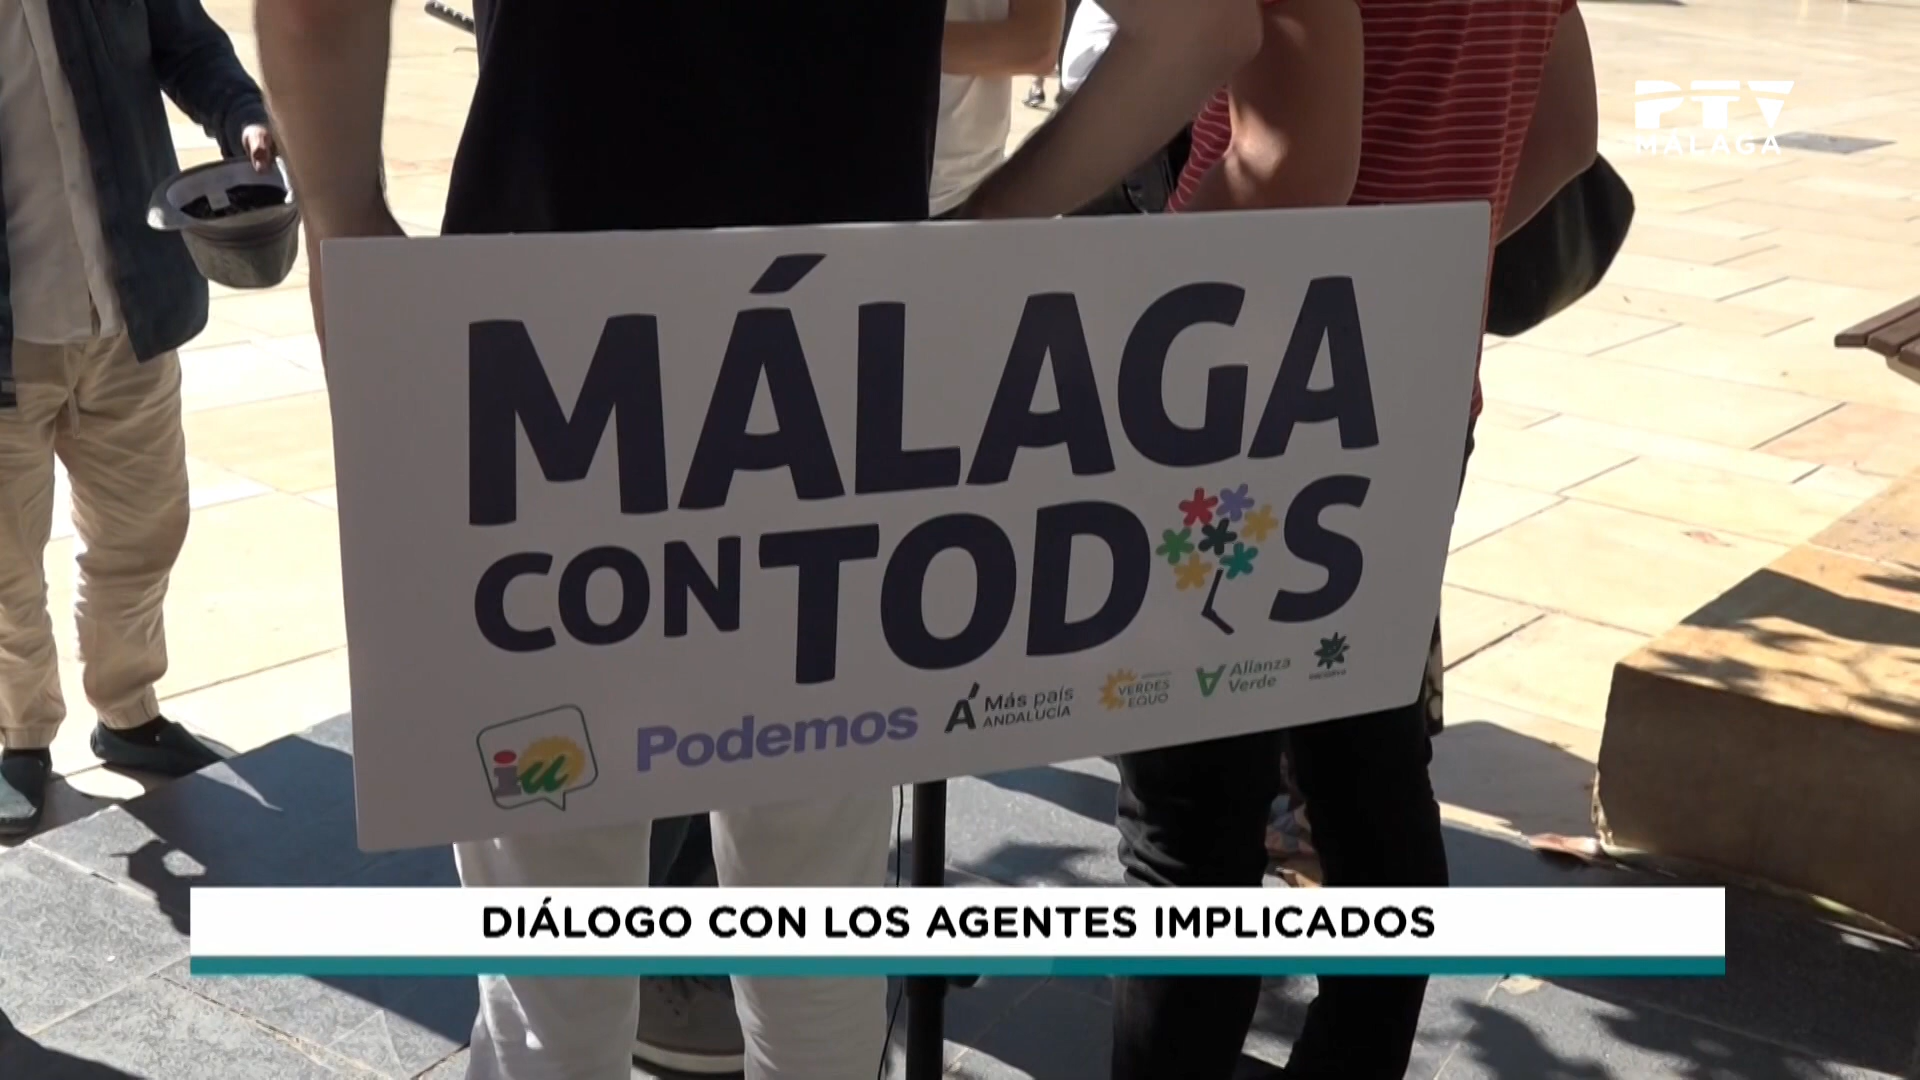 PTV
MÁLAGA
MÁLAGA
CON TOD S
iu
Podemos
Más país
ANDALUCÍA
VERDES
EQUO
Alianza
Verde
DIÁLOGO CON LOS AGENTES IMPLICADOS